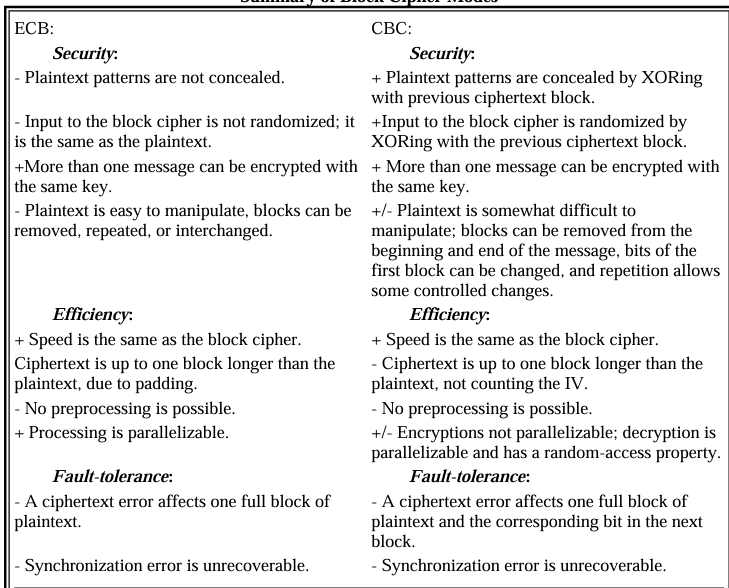 Summary of Block Cipher Modes
ECB:
Security:
- Plaintext patterns are not concealed.
- Input to the block cipher is not randomized; it
is the same as the plaintext.
+More than one message can be encrypted with
the same key.
- Plaintext is easy to manipulate, blocks can be
removed, repeated, or interchanged.
Efficiency:
+ Speed is the same as the block cipher.
Ciphertext is up to one block longer than the
plaintext, due to padding.
- No preprocessing is possible.
+ Processing is parallelizable.
Fault-tolerance:
- A ciphertext error affects one full block of
plaintext.
- Synchronization error is unrecoverable.
CBC:
Security:
+ Plaintext patterns are concealed by XORing
with previous ciphertext block.
+Input to the block cipher is randomized by
XORing with the previous ciphertext block.
+ More than one message can be encrypted with
the same key.
+/- Plaintext is somewhat difficult to
manipulate; blocks can be removed from the
beginning and end of the message, bits of the
first block can be changed, and repetition allows
some controlled changes.
Efficiency:
+ Speed is the same as the block cipher.
- Ciphertext is up to one block longer than the
plaintext, not counting the IV.
- No preprocessing is possible.
+/- Encryptions not parallelizable; decryption is
parallelizable and has a random-access property.
Fault-tolerance:
- A ciphertext error affects one full block of
plaintext and the corresponding bit in the next
block.
- Synchronization error is unrecoverable.